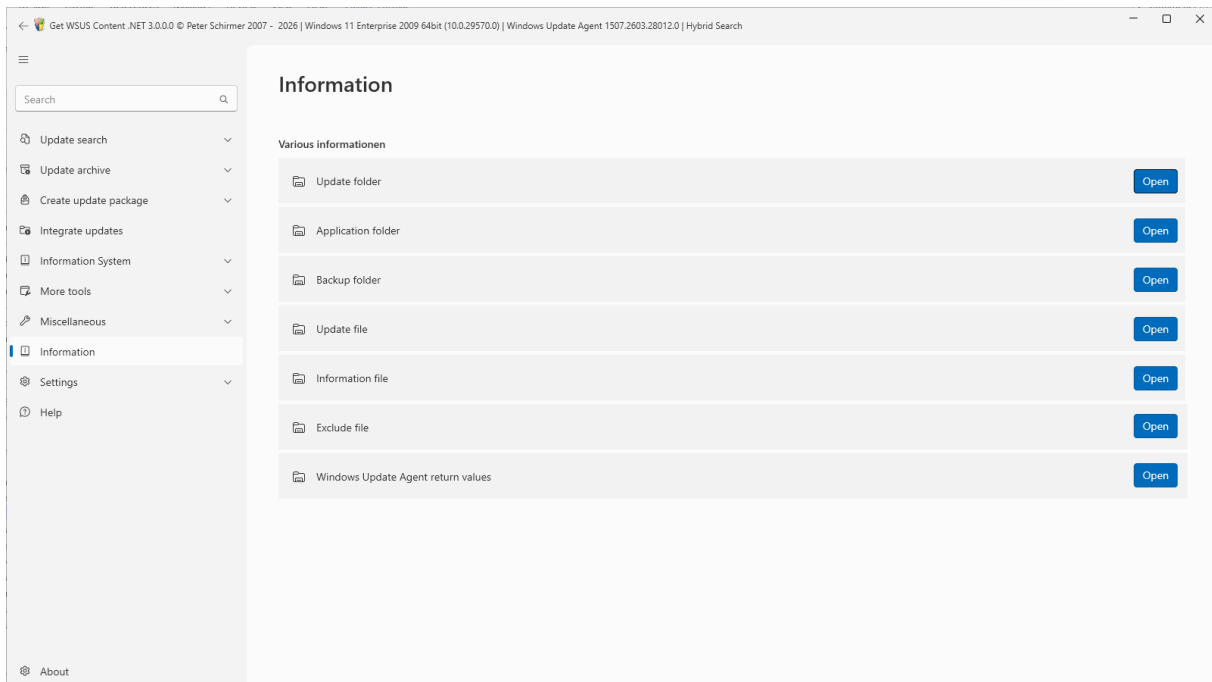 Get WSUS Content .NET 3.0.0.0 © Peter Schirmer 2007 - 2026 | Windows 11 Enterprise 2009 64bit (10.0.29570.0) | Windows Update Agent 1507.2603.28012.0 | Hybrid Search
Search
Update search
Update archive
Create update package
Integrate updates
Information System
More tools
Miscellaneous
Information
Settings
Help
About
Information
Various informationen
Update folder Open
Application folder Open
Backup folder Open
Update file Open
Information file Open
Exclude file Open
Windows Update Agent return values Open